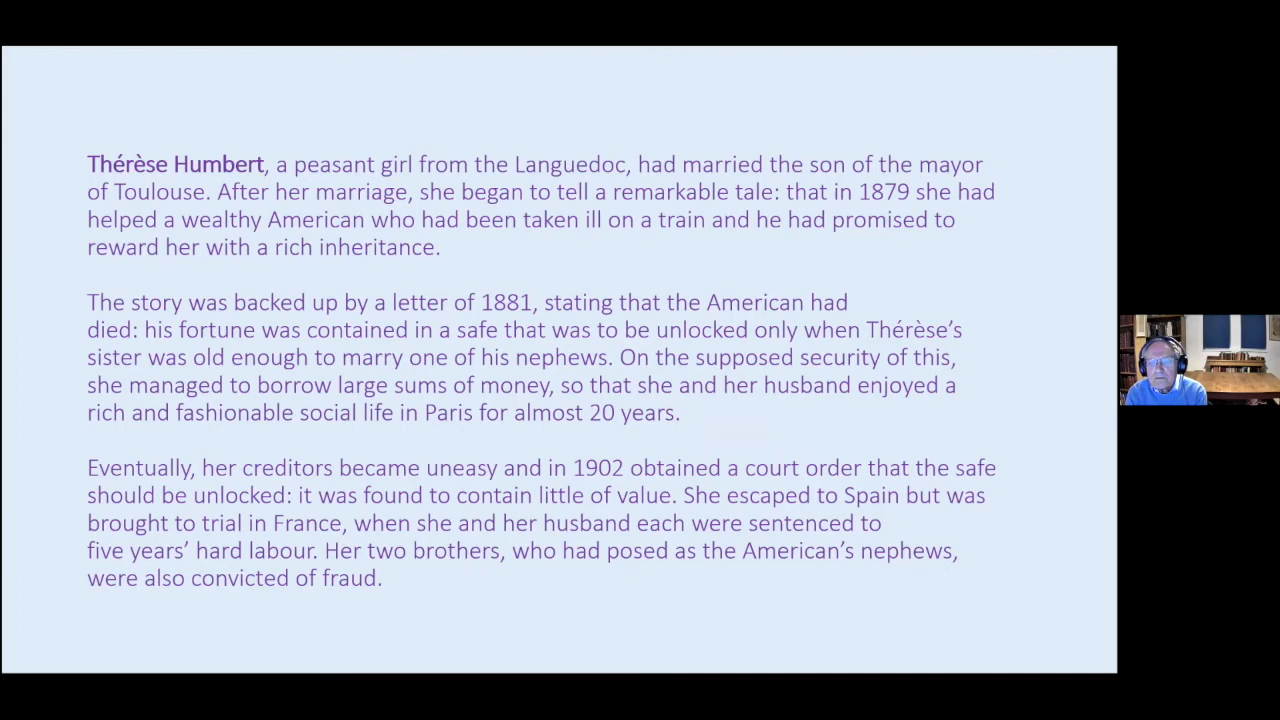 Thérèse Humbert, a peasant girl from the Languedoc, had married the son of the mayor
of Toulouse. After her marriage, she began to tell a remarkable tale: that in 1879 she had
helped a wealthy American who had been taken ill on a train and he had promised to
reward her with a rich inheritance.
The story was backed up by a letter of 1881, stating that the American had
died: his fortune was contained in a safe that was to be unlocked only when Thérèse’s
sister was old enough to marry one of his nephews. On the supposed security of this,
she managed to borrow large sums of money, so that she and her husband enjoyed a
rich and fashionable social life in Paris for almost 20 years.
Eventually, her creditors became uneasy and in 1902 obtained a court order that the safe
should be unlocked: it was found to contain little of value. She escaped to Spain but was
brought to trial in France, when she and her husband each were sentenced to
five years’ hard labour. Her two brothers, who had posed as the American’s nephews,
were also convicted of fraud.